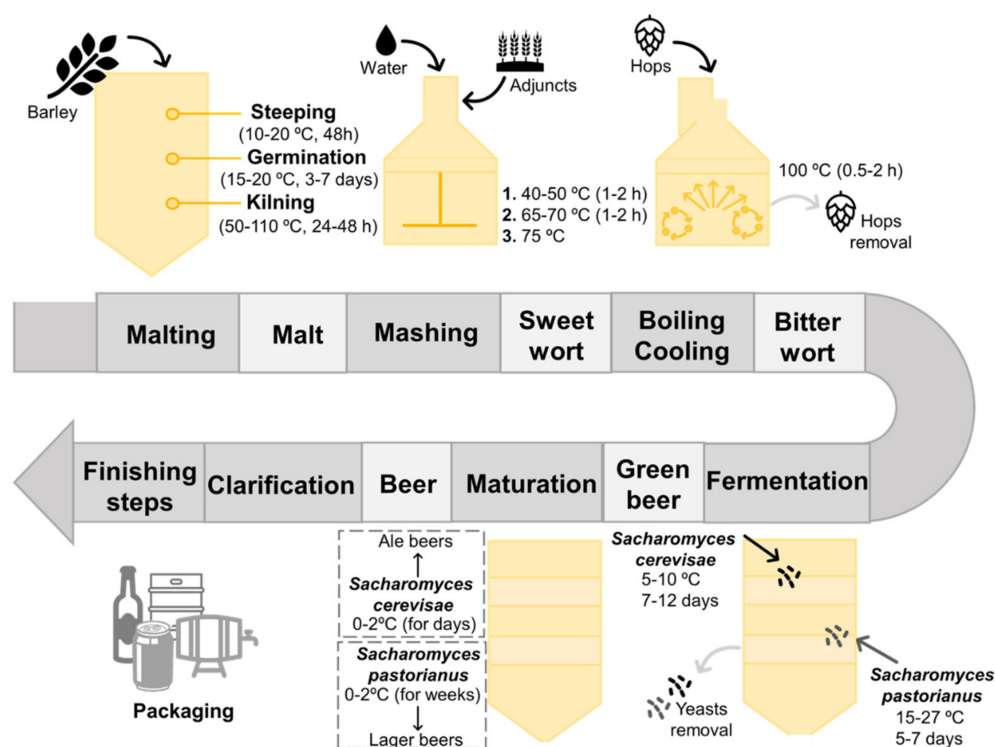 Barley
Steeping
(10-20 ºC, 48h)
Germination
(15-20 ºC, 3-7 days)
Kilning
(50-110 ºC, 24-48 h)
Water
Adjuncts
1. 40-50 ºC (1-2 h)
2. 65-70 ºC (1-2 h)
3. 75 ºC
Hops
100 ºC (0.5-2 h)
Hops
removal
Malting
Malt
Mashing
Sweet
wort
Boiling
Cooling
Bitter
wort
Finishing
steps
Clarification
Beer
Maturation
Green
beer
Fermentation
Packaging
Ale beers
Sacharomyces
cerevisae
0-2ºC (for days)
Sacharomyces
pastorianus
0-2ºC (for weeks)
Lager beers
Sacharomyces
cerevisae
5-10 ºC
7-12 days
Yeasts
removal
Sacharomyces
pastorianus
15-27 ºC
5-7 days